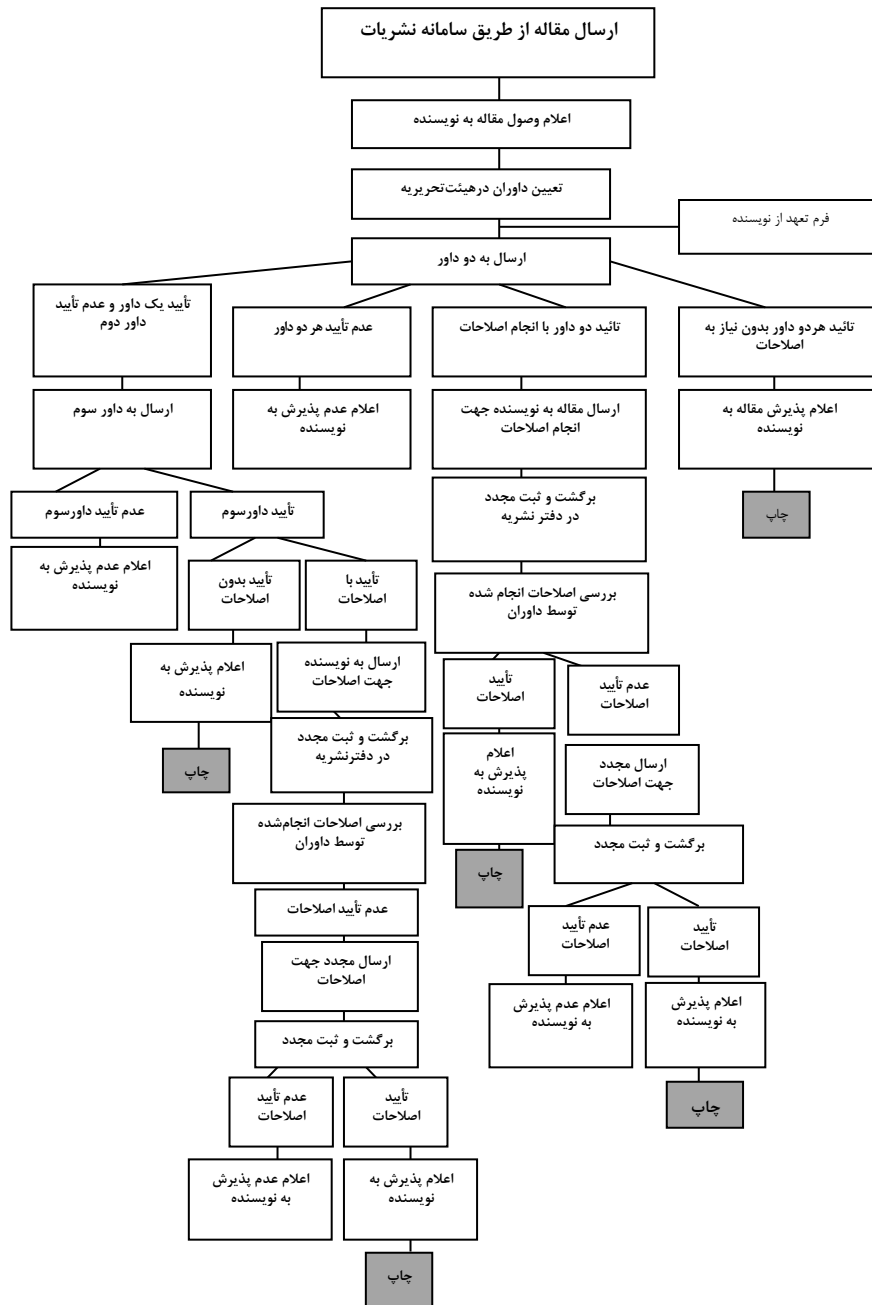 ارسال مقاله از طریق سامانه نشریات
اعلام وصول مقاله به نویسنده
تعیین داوران درهیئت‌تحریریه
فرم تعهد از نویسنده
ارسال به دو داور
تائید هردو داور بدون نیاز به
اصلاحات
تائید دو داور با انجام اصلاحات
عدم تأیید هر دو داور
تأیید یک داور و عدم تأیید
داور دوم
اعلام پذیرش مقاله به
نویسنده
ارسال مقاله به نویسنده جهت
انجام اصلاحات
اعلام عدم پذیرش به
نویسنده
ارسال به داور سوم
چاپ
برگشت و ثبت مجدد
در دفتر نشریه
تأیید داورسوم
عدم تأیید داورسوم
بررسی اصلاحات انجام شده
توسط داوران
تأیید با
اصلاحات
تأیید بدون
اصلاحات
اعلام عدم پذیرش به
نویسنده
عدم تأیید
اصلاحات
تأیید
اصلاحات
ارسال به نویسنده
جهت اصلاحات
اعلام پذیرش به
نویسنده
ارسال مجدد
جهت اصلاحات
اعلام
پذیرش به
نویسنده
برگشت و ثبت مجدد
در دفترنشریه
چاپ
برگشت و ثبت مجدد
چاپ
بررسی اصلاحات انجام‌شده
توسط داوران
تأیید
اصلاحات
عدم تأیید
اصلاحات
عدم تأیید اصلاحات
اعلام پذیرش
به نویسنده
اعلام عدم پذیرش
به نویسنده
ارسال مجدد جهت
اصلاحات
چاپ
برگشت و ثبت مجدد
تأیید
اصلاحات
عدم تأیید
اصلاحات
اعلام پذیرش به
نویسنده
اعلام عدم پذیرش
به نویسنده
چاپ